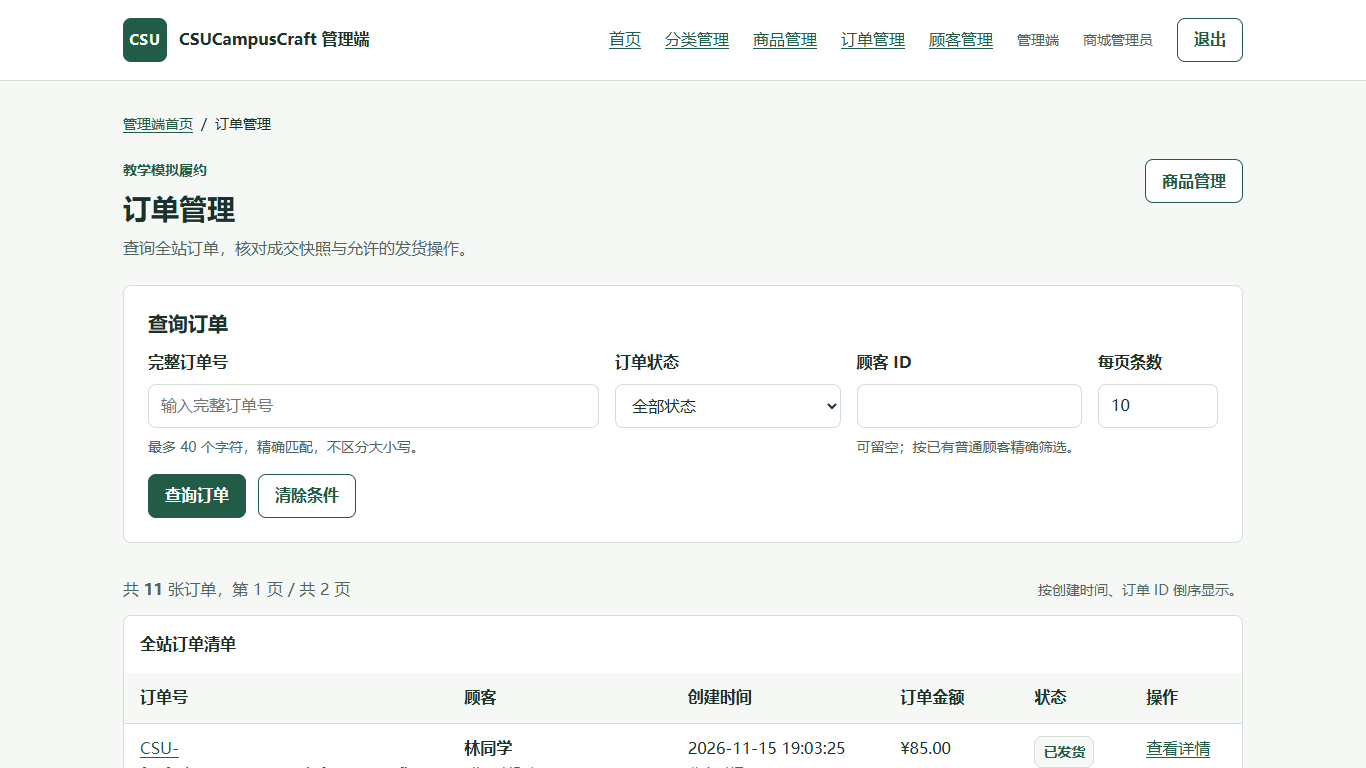 CSU CSUCampusCraft 管理端 首页 分类管理 商品管理 订单管理 顾客管理 管理端 商城管理员 退出
管理端首页 / 订单管理
教学模拟履约
商品管理
订单管理
查询全站订单，核对成交快照与允许的发货操作。
查询订单
完整订单号 订单状态 顾客 ID 每页条数
输入完整订单号 全部状态 10
最多 40 个字符，精确匹配，不区分大小写。 可留空；按已有普通顾客精确筛选。
查询订单 清除条件
共 11 张订单，第 1 页 / 共 2 页 按创建时间、订单 ID 倒序显示。
全站订单清单
订单号 顾客 创建时间 订单金额 状态 操作
CSU- 林同学 2026-11-15 19:03:25 ¥85.00 已发货 查看详情